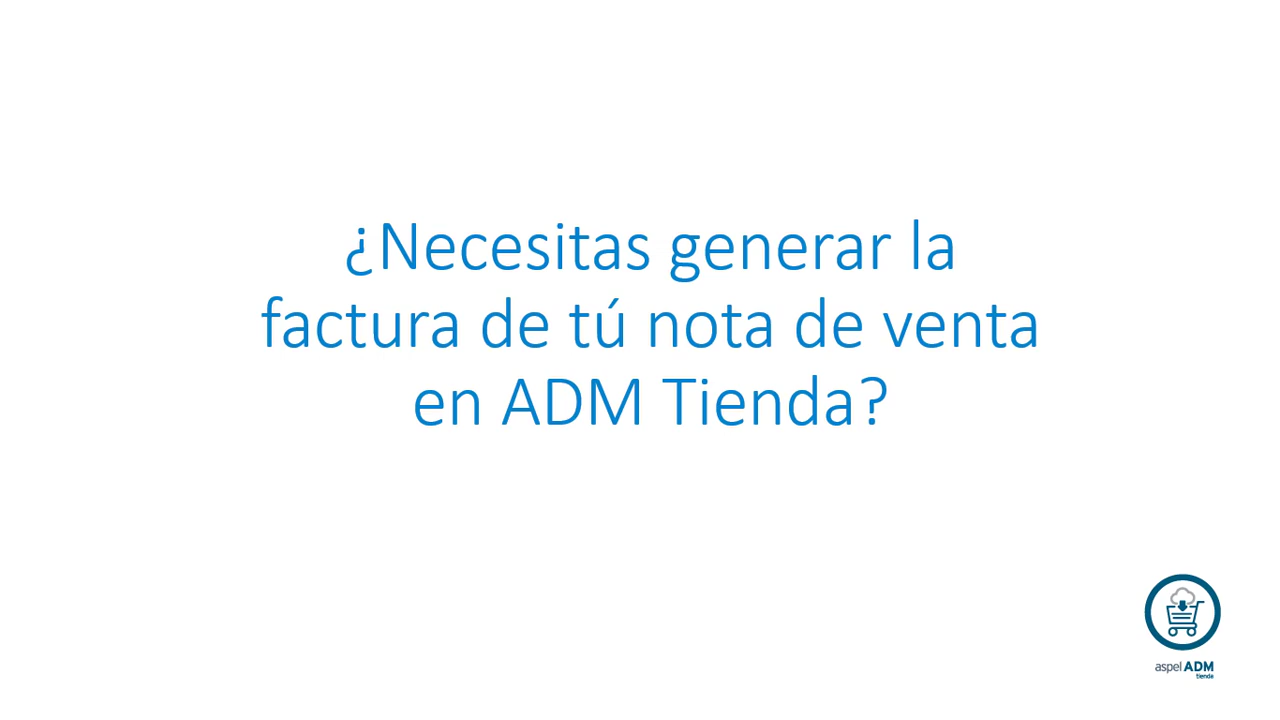 ¿Necesitas generar la
factura de tú nota de venta
en ADM Tienda?
aspel ADM
tienda